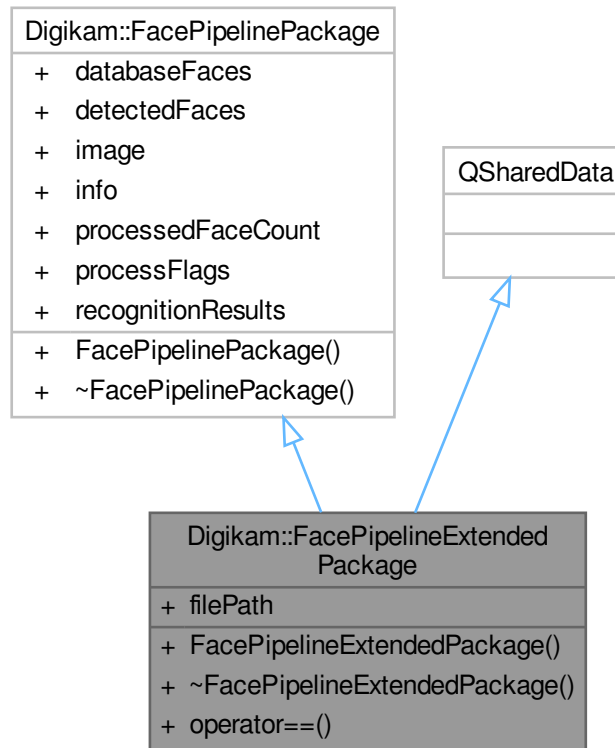 Digikam::FacePipelinePackage
+ databaseFaces
+ detectedFaces
+ image
+ info
+ processedFaceCount
+ processFlags
+ recognitionResults
+ FacePipelinePackage()
+ ~FacePipelinePackage()
QSharedData
Digikam::FacePipelineExtended
Package
+ filePath
+ FacePipelineExtendedPackage()
+ ~FacePipelineExtendedPackage()
+ operator==()